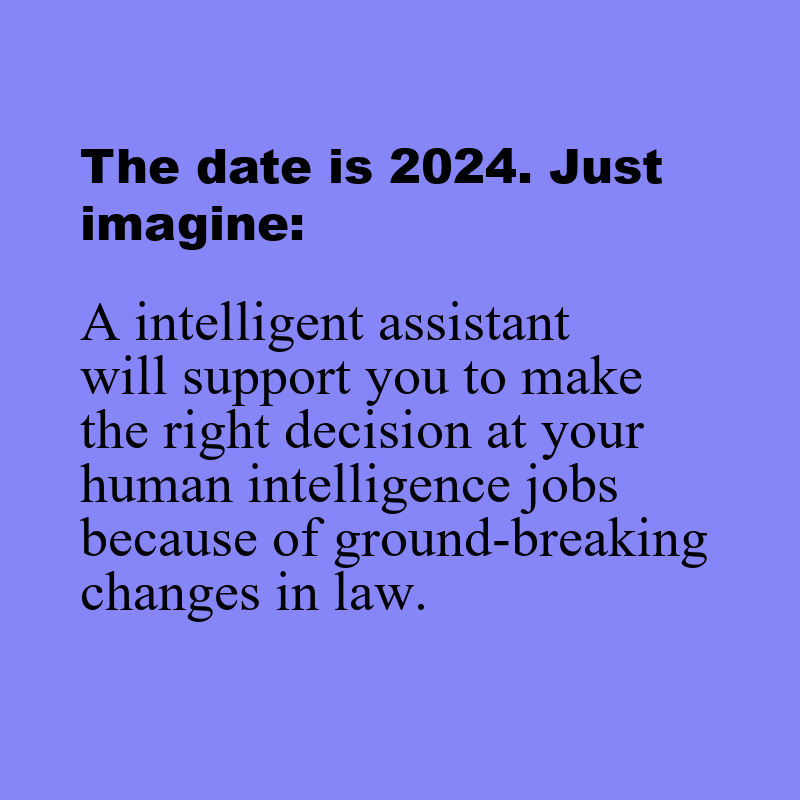 The date is 2024. Just
imagine:
A intelligent assistant
will support you to make
the right decision at your
human intelligence jobs
because of ground-breaking
changes in law.